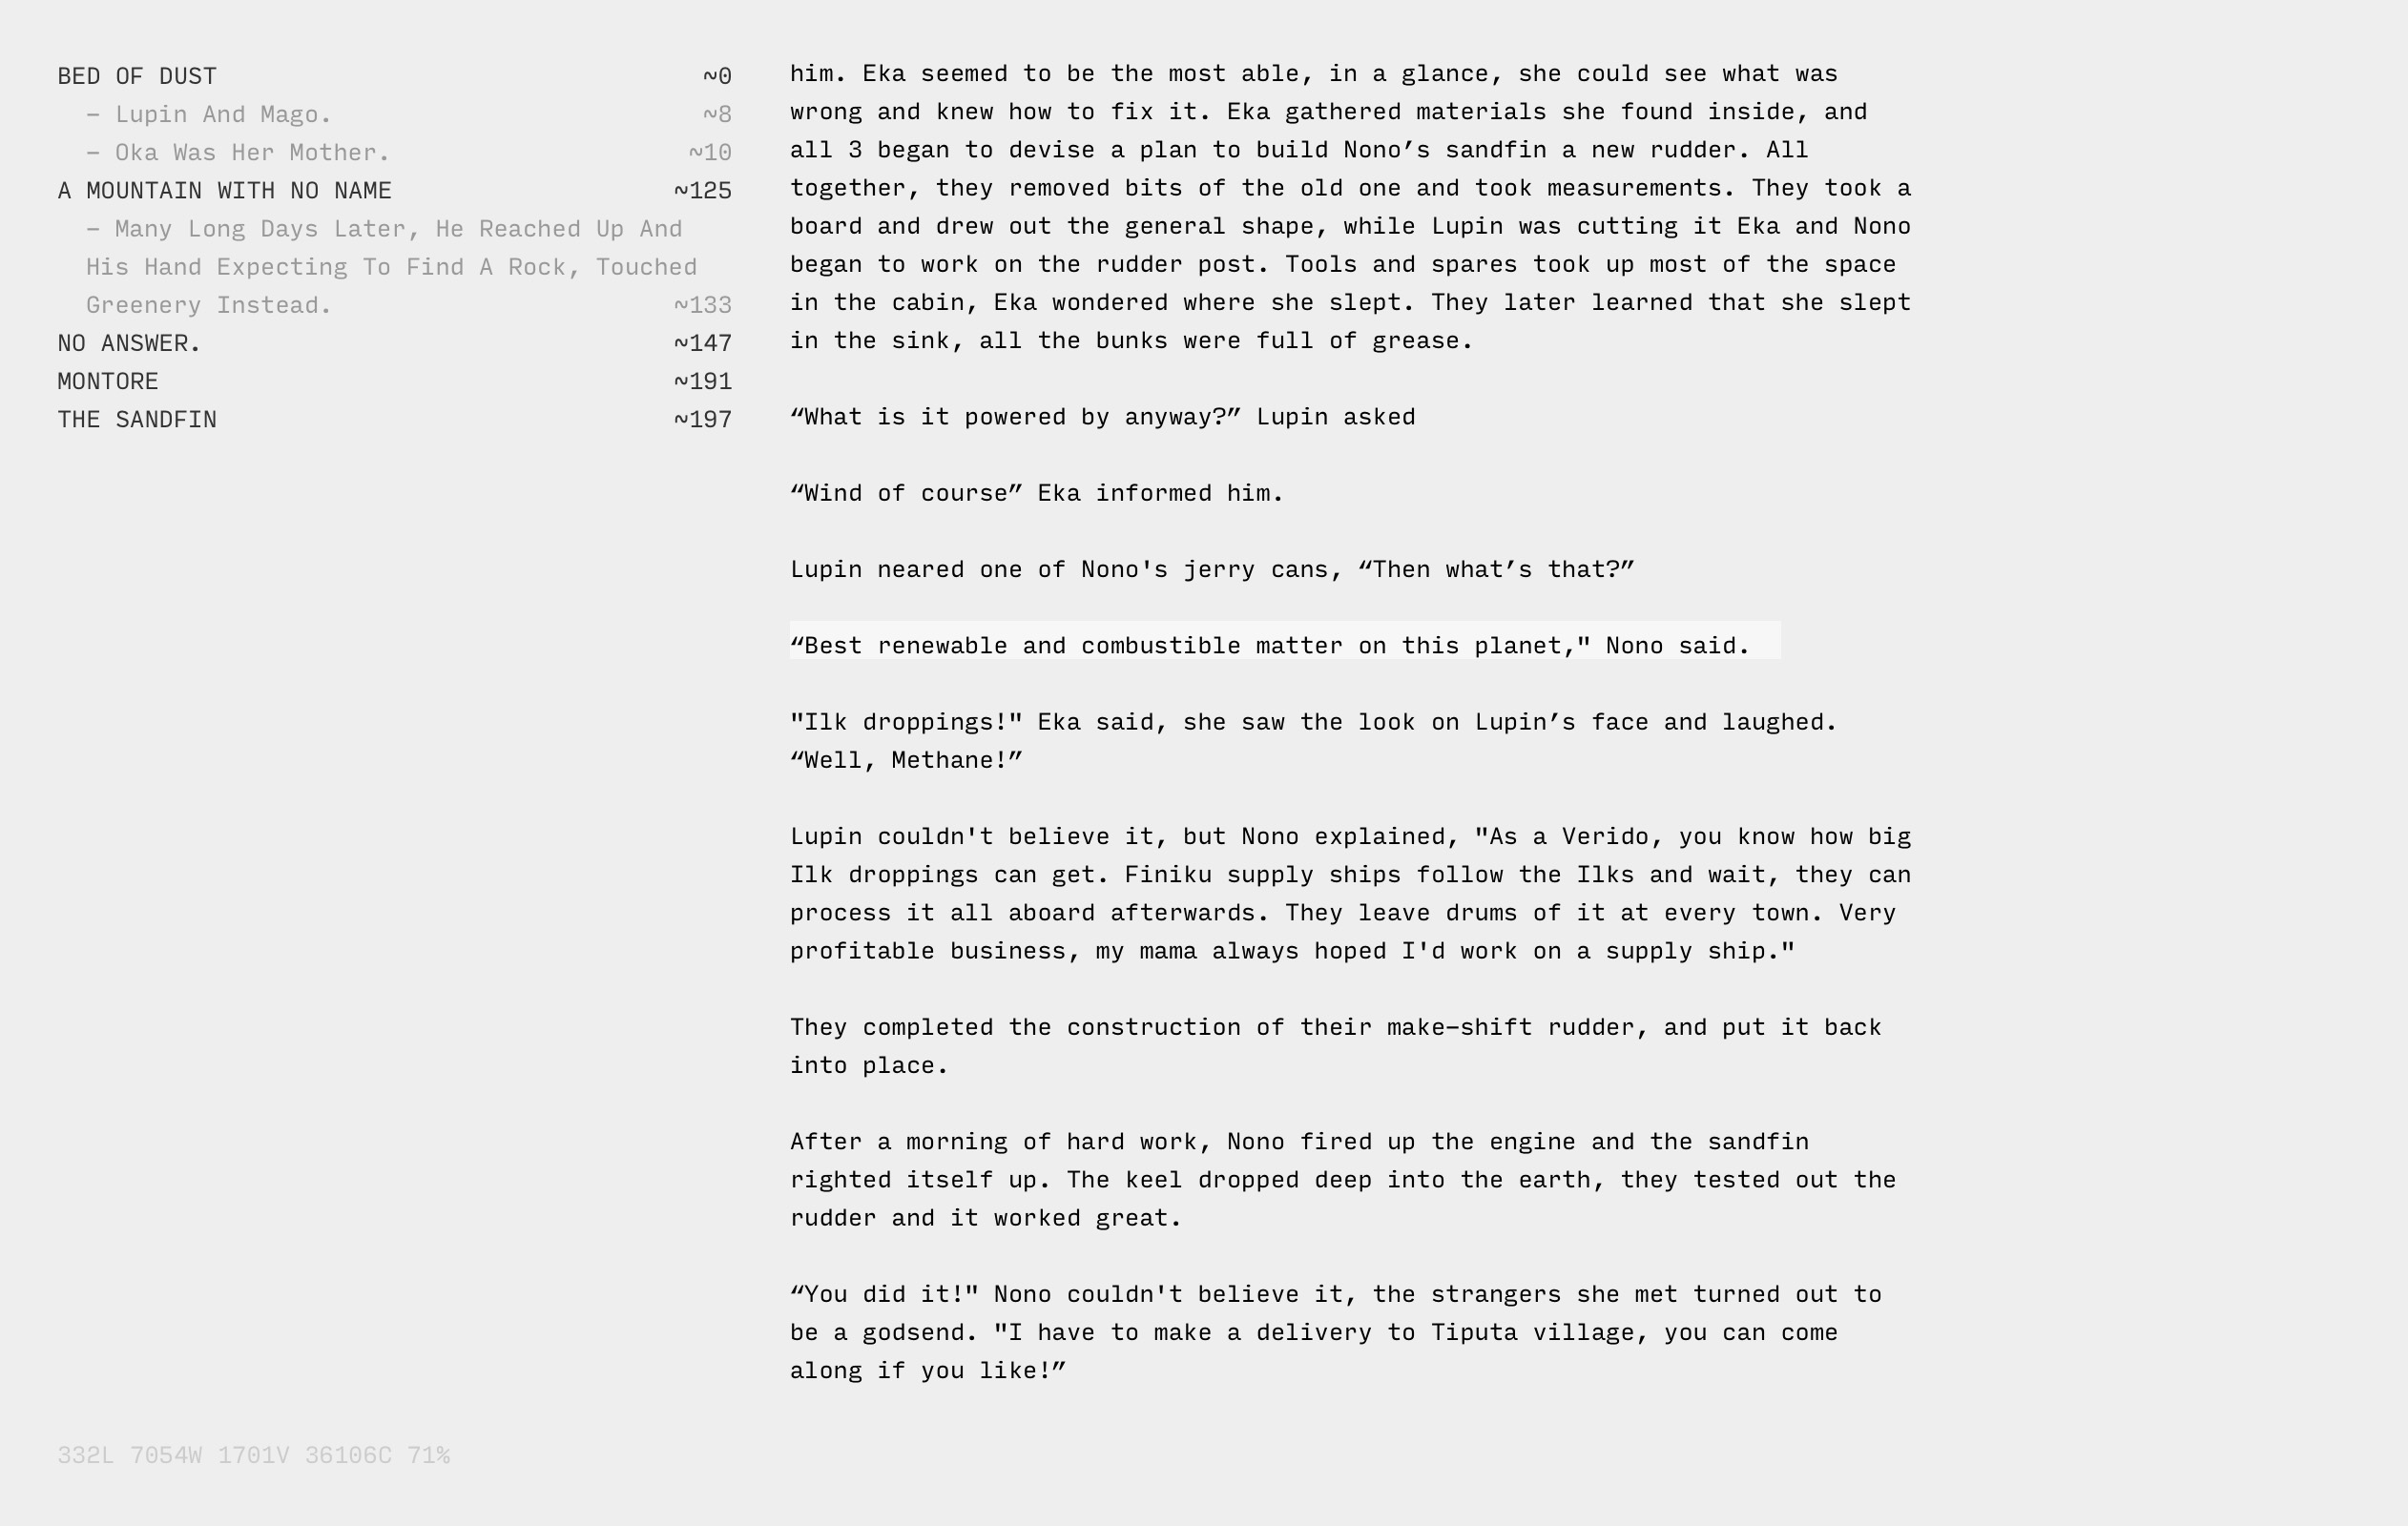 BED OF DUST ~0
– Lupin And Mago. ~8
– Oka Was Her Mother. ~10
A MOUNTAIN WITH NO NAME ~125
– Many Long Days Later, He Reached Up And
His Hand Expecting To Find A Rock, Touched
Greenery Instead. ~133
NO ANSWER. ~147
MONTORE ~191
THE SANDFIN ~197
him. Eka seemed to be the most able, in a glance, she could see what was
wrong and knew how to fix it. Eka gathered materials she found inside, and
all 3 began to devise a plan to build Nono’s sandfin a new rudder. All
together, they removed bits of the old one and took measurements. They took a
board and drew out the general shape, while Lupin was cutting it Eka and Nono
began to work on the rudder post. Tools and spares took up most of the space
in the cabin, Eka wondered where she slept. They later learned that she slept
in the sink, all the bunks were full of grease.
“What is it powered by anyway?” Lupin asked
“Wind of course” Eka informed him.
Lupin neared one of Nono's jerry cans, “Then what’s that?”
“Best renewable and combustible matter on this planet," Nono said.
"Ilk droppings!" Eka said, she saw the look on Lupin’s face and laughed.
“Well, Methane!”
Lupin couldn't believe it, but Nono explained, "As a Verido, you know how big
Ilk droppings can get. Finiku supply ships follow the Ilks and wait, they can
process it all aboard afterwards. They leave drums of it at every town. Very
profitable business, my mama always hoped I'd work on a supply ship."
They completed the construction of their make–shift rudder, and put it back
into place.
After a morning of hard work, Nono fired up the engine and the sandfin
righted itself up. The keel dropped deep into the earth, they tested out the
rudder and it worked great.
“You did it!" Nono couldn't believe it, the strangers she met turned out to
be a godsend. "I have to make a delivery to Tiputa village, you can come
along if you like!”
332L 7054W 1701V 36106C 71%